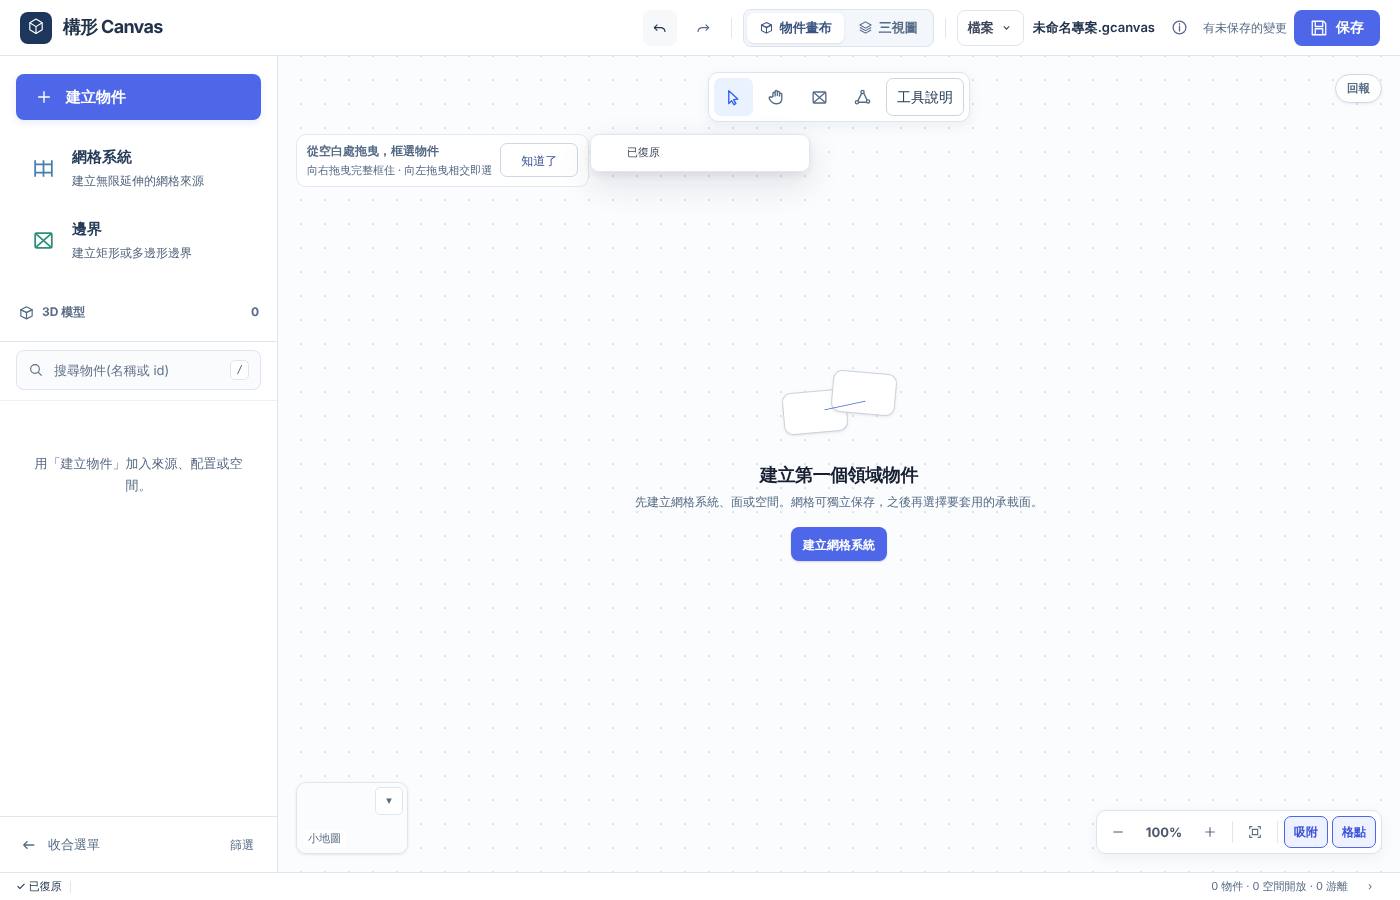 構形 Canvas
物件畫布
三視圖
檔案
未命名專案.gcanvas
有未保存的變更
保存
建立物件
網格系統
建立無限延伸的網格來源
邊界
建立矩形或多邊形邊界
3D 模型
0
搜尋物件(名稱或 id)
/
用「建立物件」加入來源、配置或空
間。
收合選單
篩選
工具說明
回報
從空白處拖曳，框選物件
向右拖曳完整框住 · 向左拖曳相交即選
知道了
已復原
建立第一個領域物件
先建立網格系統、面或空間。網格可獨立保存，之後再選擇要套用的承載面。
建立網格系統
小地圖
100%
吸附
格點
已復原
0 物件 · 0 空間開放 · 0 游離